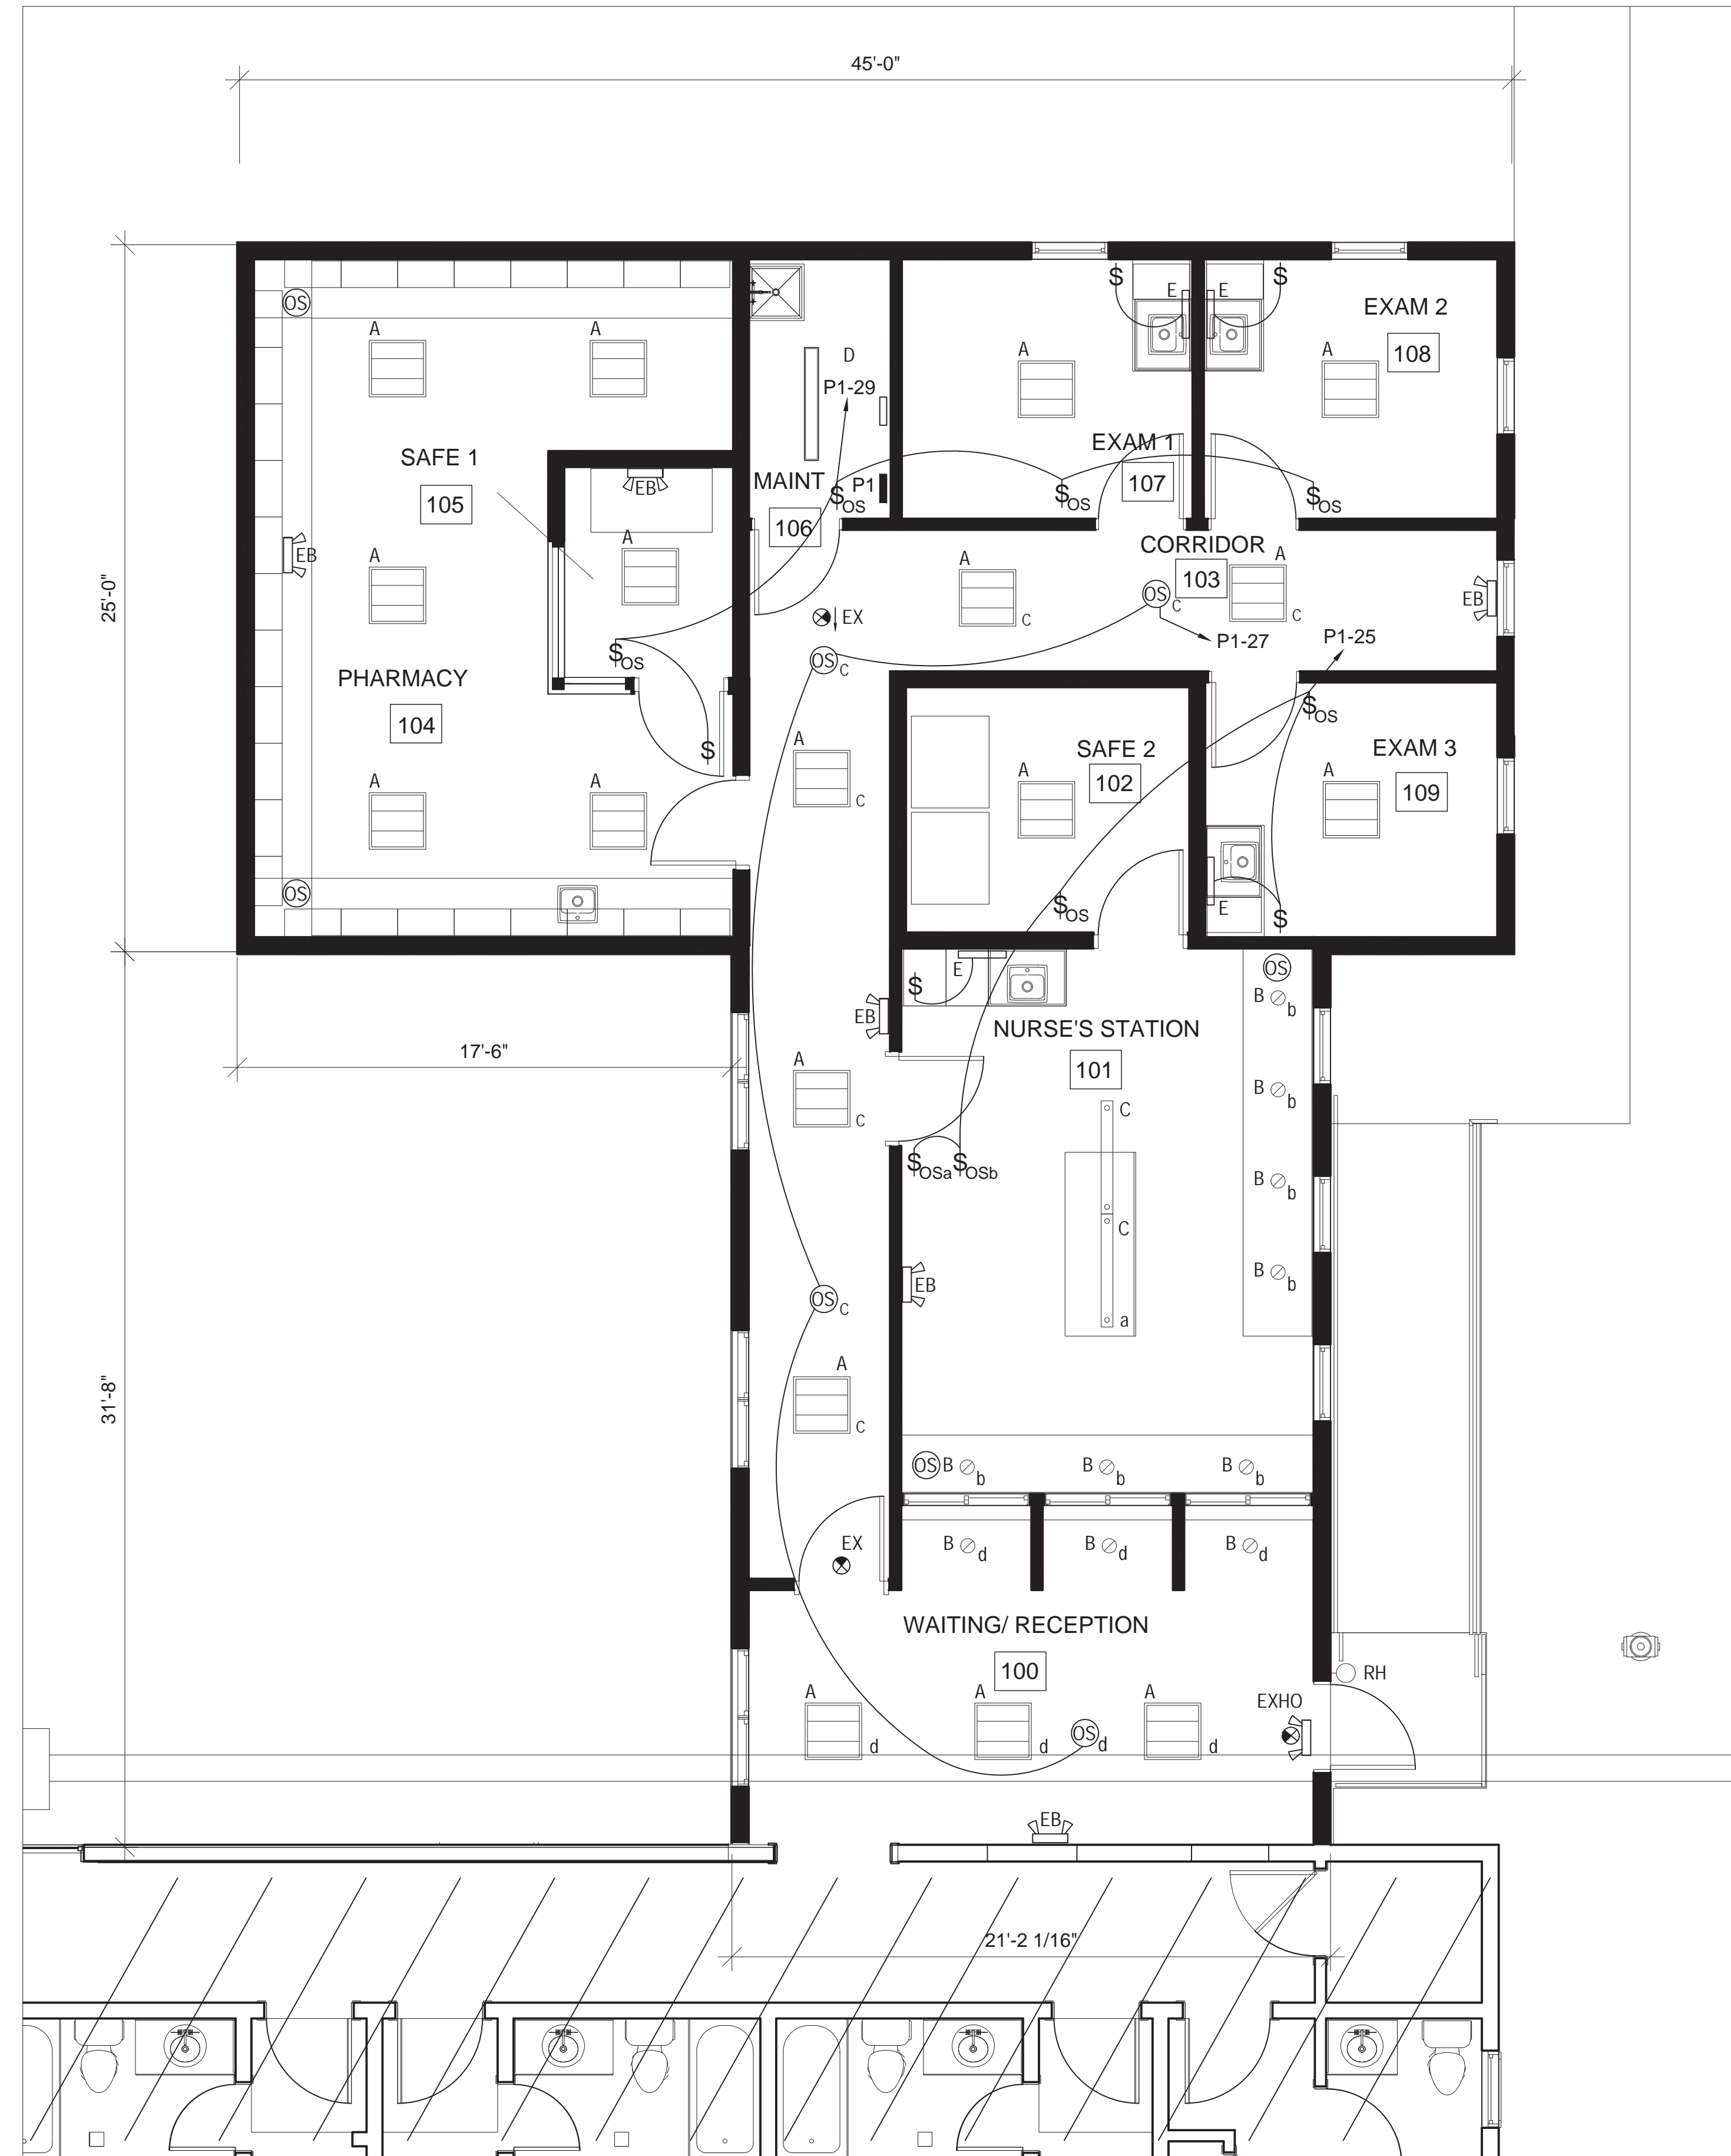 45'-0"
OS
A
A
D
P1-29
$
E
E
$
EXAM 2
108
A
A
SAFE 1
105
EB
MAINT
106
P1
$OS
EXAM 1
107
$OS
$OS
25'-0"
EB
A
A
CORRIDOR
103
A
C
A
C
OS C
EB
EX
P1-27
P1-25
OS C
$OS
PHARMACY
104
$
$OS
A
C
SAFE 2
102
A
EXAM 3
109
A
A
A
OS
$OS
E
$
E
$
OS
B b
EB
NURSE'S STATION
101
17'-6"
A
C
B b
C
$OSa $OSb
B b
C
B b
EB
OS C
a
31'-8"
A
C
OS B b
B b
B b
EX
B d
B d
B d
WAITING/ RECEPTION
100
RH
A
d
A
d
OS d
A
d
EXHO
EB
21'-2 1/16"